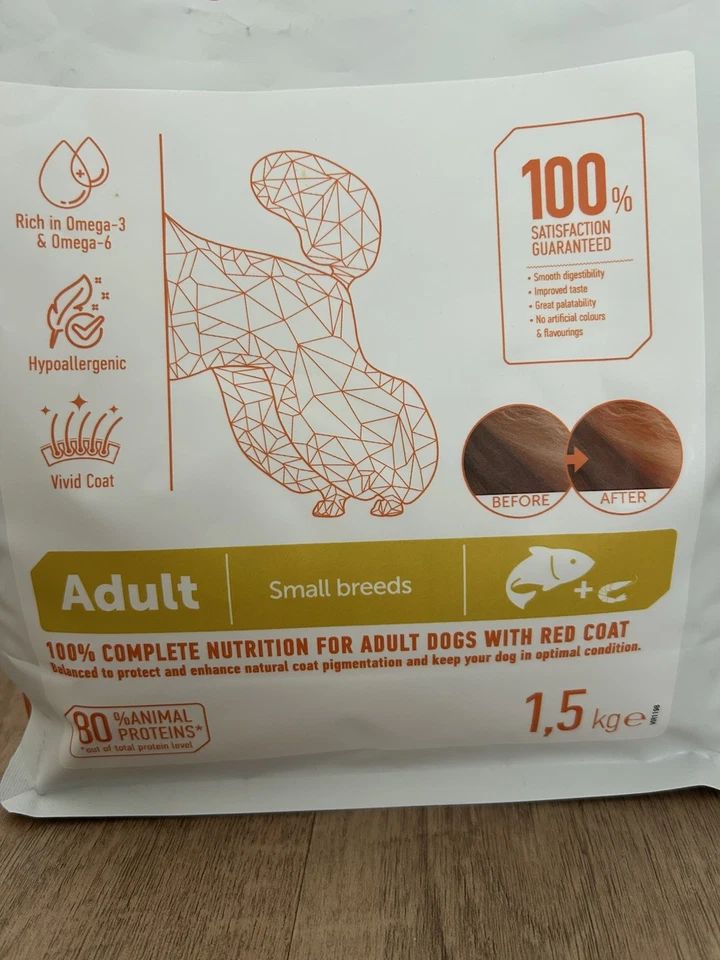 Rich in Omega-3
& Omega-6
Hypoallergenic
Vivid Coat
100%
SATISFACTION
GUARANTEED
• Smooth digestibility
• Improved taste
• Great palatability
• No artificial colours
& flavourings
BEFORE
AFTER
Adult
Small breeds
+
100% COMPLETE NUTRITION FOR ADULT DOGS WITH RED COAT
Balanced to protect and enhance natural coat pigmentation and keep your dog in optimal condition.
80 %ANIMAL
PROTEINS*
*out of total protein level
1,5 kg e